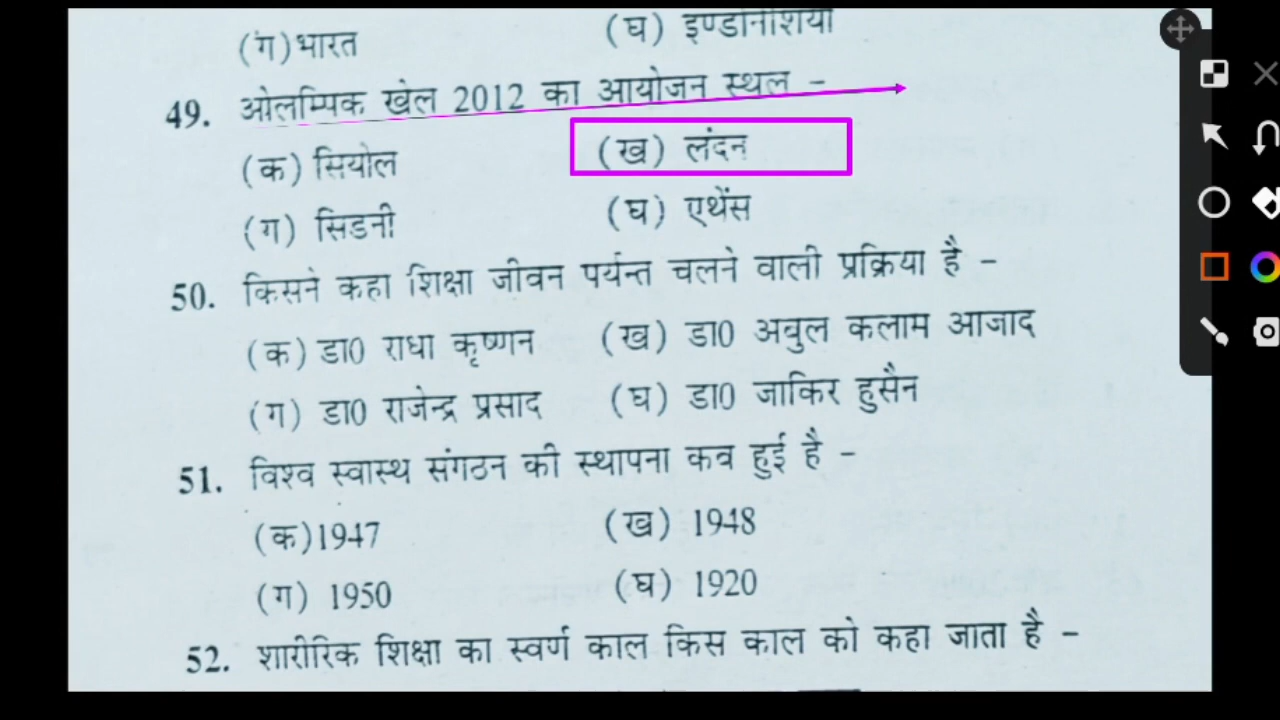 (ग)भारत (घ) इण्डोनेशिया
49. ओलम्पिक खेल 2012 का आयोजन स्थल -
(क) सियोल (ख) लंदन
(ग) सिडनी (घ) एथेंस
50. किसने कहा शिक्षा जीवन पर्यन्त चलने वाली प्रक्रिया है -
(क) डा0 राधा कृष्णन (ख) डा0 अबुल कलाम आजाद
(ग) डा0 राजेन्द्र प्रसाद (घ) डा0 जाकिर हुसैन
51. विश्व स्वास्थ संगठन की स्थापना कब हुई है -
(क)1947 (ख) 1948
(ग) 1950 (घ) 1920
52. शारीरिक शिक्षा का स्वर्ण काल किस काल को कहा जाता है -